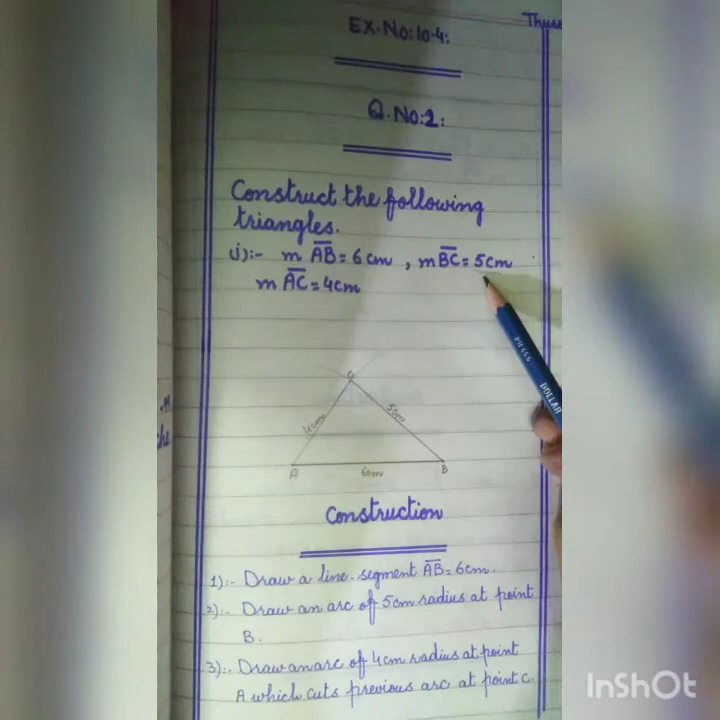 Thurs
EX.No:10.4:
Q.No:2:
Construct the following
triangles.
(i):- m AB = 6cm , m BC = 5cm
m AC = 4cm
C
4cm
5cm
A
6cm
B
Construction
1):- Draw a line-segment AB = 6cm.
2):- Draw an arc of 5cm radius at point
B.
3):- Draw an arc of 4cm radius at point
A which cuts previous arc at point C.
DOLLAR
InShOt